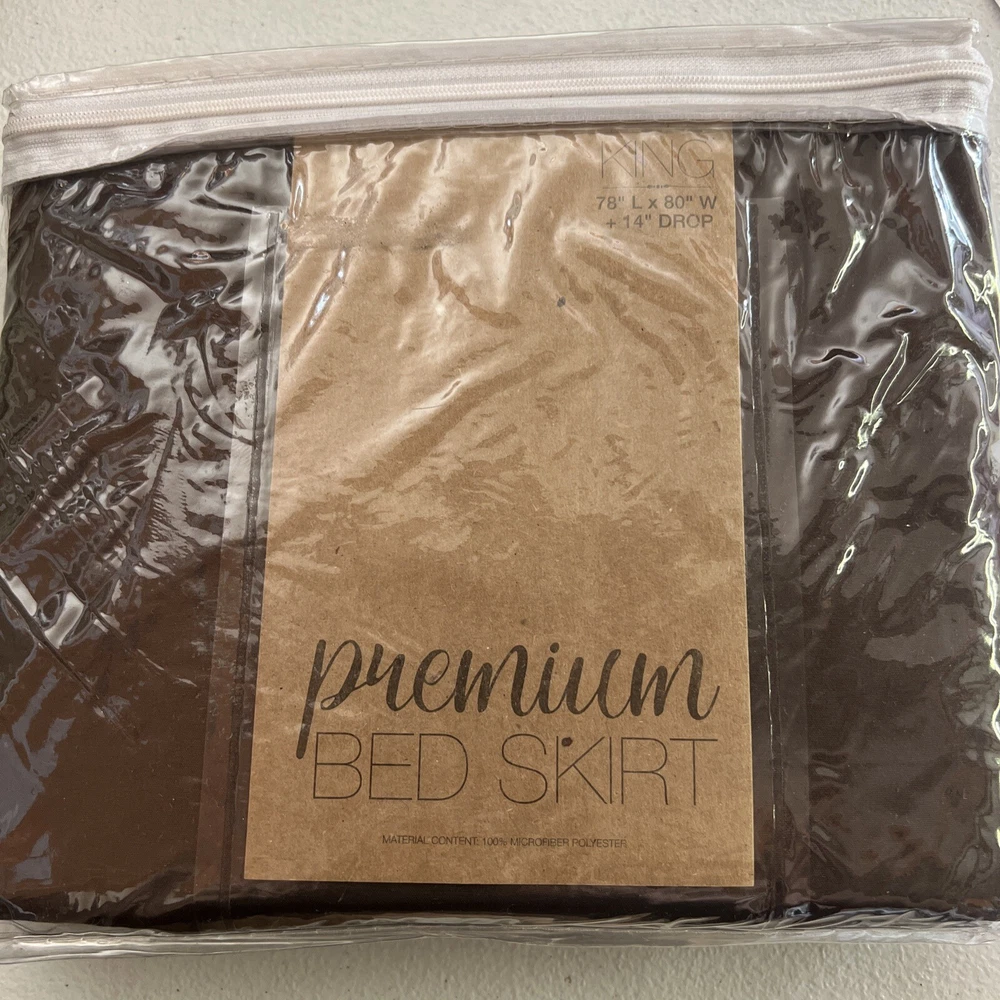 KING
78" L x 80" W
+ 14" DROP
premium
BED SKIRT
MATERIAL CONTENT: 100% MICROFIBER POLYESTER